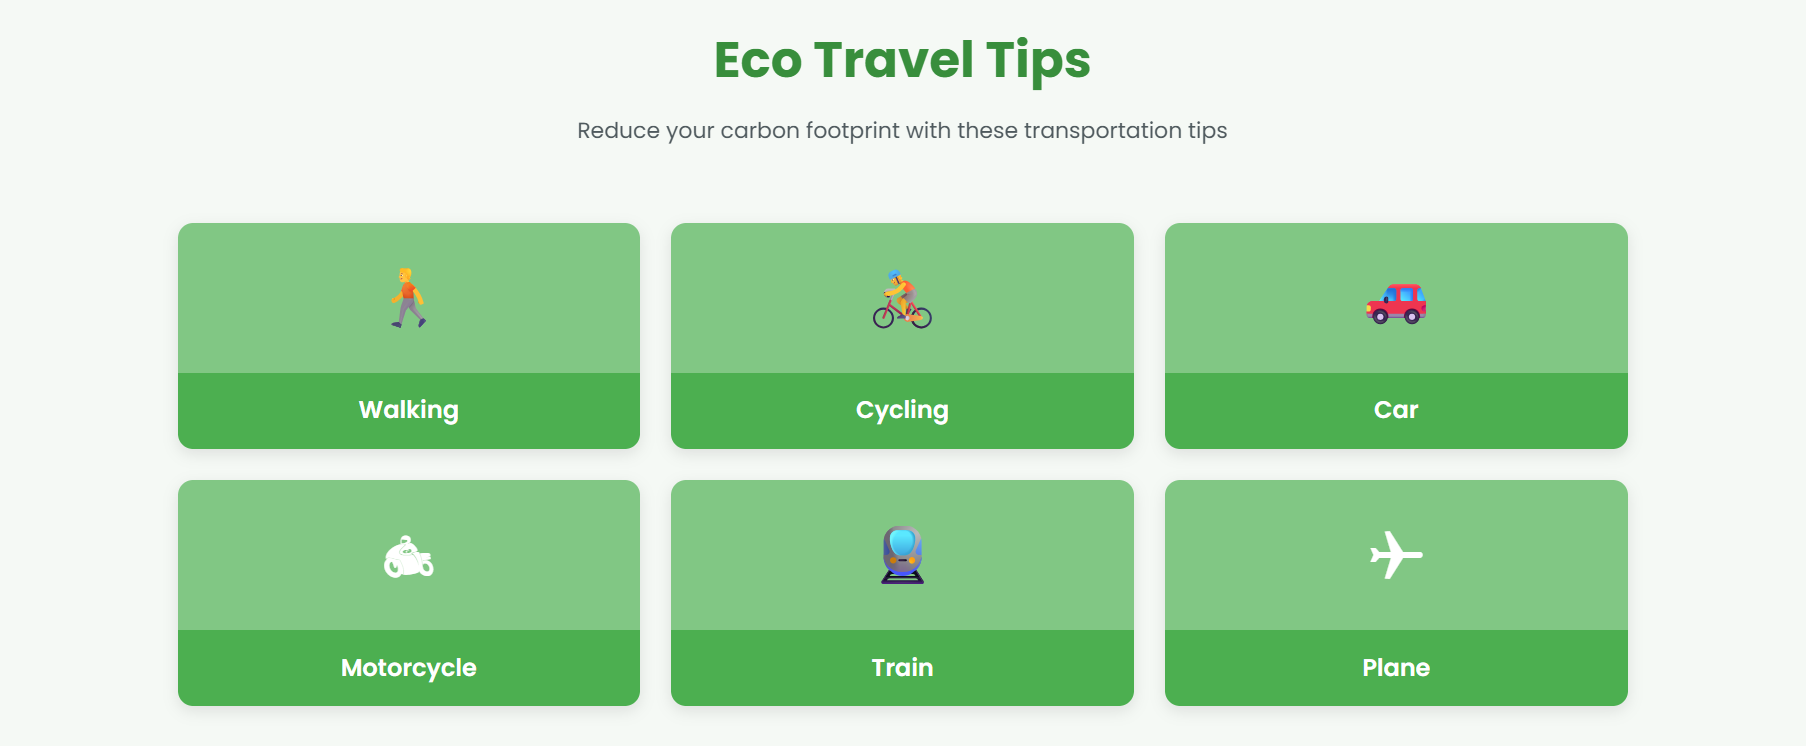 Eco Travel Tips
Reduce your carbon footprint with these transportation tips
Walking
Cycling
Car
Motorcycle
Train
Plane